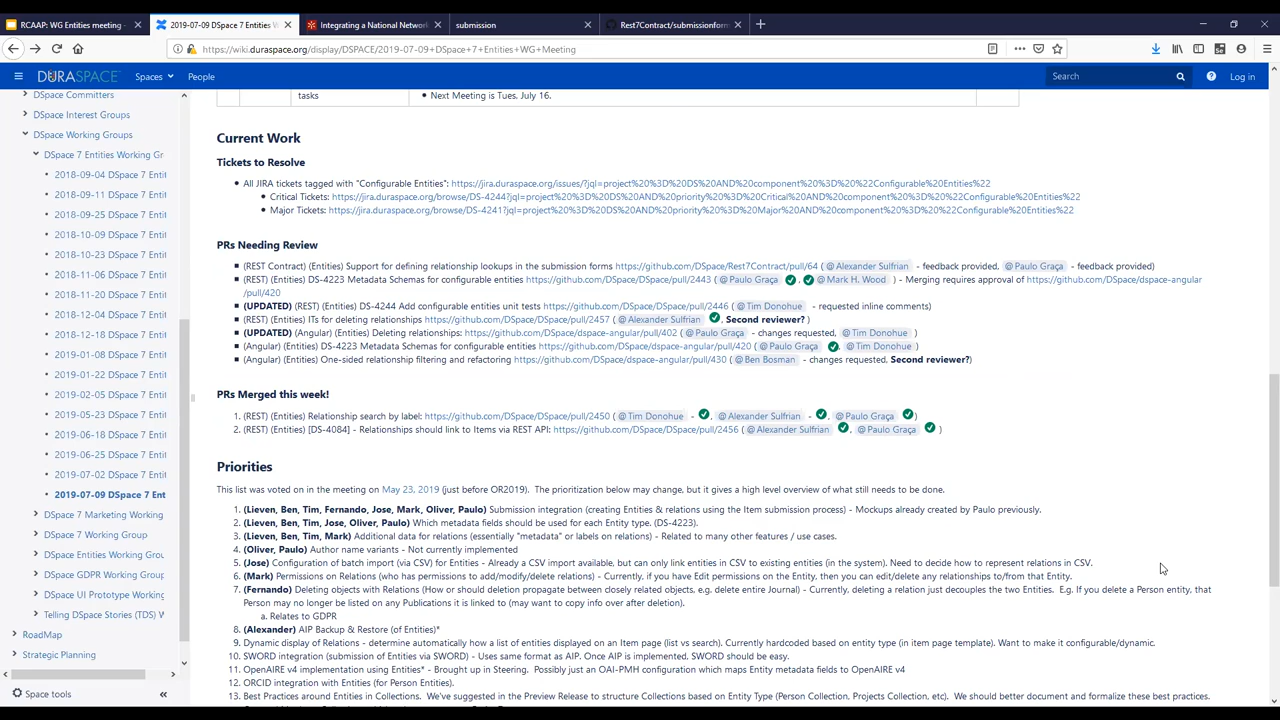 RCAAP: WG Entities meeting -
2019-07-09 DSpace 7 Entities W
Integrating a National Network
submission
Rest7Contract/submissionform
https://wiki.duraspace.org/display/DSPACE/2019-07-09+DSpace+7+Entities+WG+Meeting
DURASPACE Spaces People Search Log in
DSpace Committers
DSpace Interest Groups
DSpace Working Groups
DSpace 7 Entities Working Gr
2018-09-04 DSpace 7 Entit
2018-09-11 DSpace 7 Entit
2018-09-25 DSpace 7 Entit
2018-10-09 DSpace 7 Entit
2018-10-23 DSpace 7 Entit
2018-11-06 DSpace 7 Entit
2018-11-20 DSpace 7 Entit
2018-12-04 DSpace 7 Entit
2018-12-18 DSpace 7 Entit
2019-01-08 DSpace 7 Entit
2019-01-22 DSpace 7 Entit
2019-02-05 DSpace 7 Entit
2019-05-23 DSpace 7 Entit
2019-06-18 DSpace 7 Entit
2019-06-25 DSpace 7 Entit
2019-07-02 DSpace 7 Entit
2019-07-09 DSpace 7 Ent
DSpace 7 Marketing Working
DSpace 7 Working Group
DSpace Entities Working Grou
DSpace GDPR Working Group
DSpace UI Prototype Working
Telling DSpace Stories (TDS) W
RoadMap
Strategic Planning
Space tools
tasks • Next Meeting is Tues. July 16.
Current Work
Tickets to Resolve
• All JIRA tickets tagged with "Configurable Entities": https://jira.duraspace.org/issues/?jql=project%20%3D%20DS%20AND%20component%20%3D%20%22Configurable%20Entities%22
• Critical Tickets: https://jira.duraspace.org/browse/DS-4244?jql=project%20%3D%20DS%20AND%20priority%20%3D%20Critical%20AND%20component%20%3D%20%22Configurable%20Entities%22
• Major Tickets: https://jira.duraspace.org/browse/DS-4241?jql=project%20%3D%20DS%20AND%20priority%20%3D%20Major%20AND%20component%20%3D%20%22Configurable%20Entities%22
PRs Needing Review
(REST Contract) (Entities) Support for defining relationship lookups in the submission forms https://github.com/DSpace/Rest7Contract/pull/64 ( @Alexander Sulfrian - feedback provided, @Paulo Graça - feedback provided)
(REST) (Entities) DS-4223 Metadata Schemas for configurable entities https://github.com/DSpace/DSpace/pull/2443 ( @Paulo Graça , @Mark H. Wood - Merging requires approval of https://github.com/DSpace/dspace-angular
/pull/420
(UPDATED) (REST) (Entities) DS-4244 Add configurable entities unit tests https://github.com/DSpace/DSpace/pull/2446 ( @Tim Donohue - requested inline comments)
(REST) (Entities) ITs for deleting relationships https://github.com/DSpace/DSpace/pull/2457 ( @Alexander Sulfrian Second reviewer? )
(UPDATED) (Angular) (Entities) Deleting relationships: https://github.com/DSpace/dspace-angular/pull/402 ( @Paulo Graça - changes requested, @Tim Donohue )
(Angular) (Entities) DS-4223 Metadata Schemas for configurable entities https://github.com/DSpace/dspace-angular/pull/420 ( @Paulo Graça , @Tim Donohue )
(Angular) (Entities) One-sided relationship filtering and refactoring https://github.com/DSpace/dspace-angular/pull/430 ( @Ben Bosman - changes requested, Second reviewer?)
PRs Merged this week!
1. (REST) (Entities) Relationship search by label: https://github.com/DSpace/DSpace/pull/2450 ( @Tim Donohue - , @Alexander Sulfrian - , @Paulo Graça )
2. (REST) (Entities) [DS-4084] - Relationships should link to Items via REST API: https://github.com/DSpace/DSpace/pull/2456 ( @Alexander Sulfrian , @Paulo Graça )
Priorities
This list was voted on in the meeting on May 23, 2019 (just before OR2019). The prioritization below may change, but it gives a high level overview of what still needs to be done.
1. (Lieven, Ben, Tim, Fernando, Jose, Mark, Oliver, Paulo) Submission integration (creating Entities & relations using the Item submission process) - Mockups already created by Paulo previously.
2. (Lieven, Ben, Tim, Jose, Oliver, Paulo) Which metadata fields should be used for each Entity type. (DS-4223).
3. (Lieven, Ben, Tim, Mark) Additional data for relations (essentially "metadata" or labels on relations) - Related to many other features / use cases.
4. (Oliver, Paulo) Author name variants - Not currently implemented
5. (Jose) Configuration of batch import (via CSV) for Entities - Already a CSV import available, but can only link entities in CSV to existing entities (in the system). Need to decide how to represent relations in CSV.
6. (Mark) Permissions on Relations (who has permissions to add/modify/delete relations) - Currently, if you have Edit permissions on the Entity, then you can edit/delete any relationships to/from that Entity.
7. (Fernando) Deleting objects with Relations (How or should deletion propagate between closely related objects, e.g. delete entire Journal) - Currently, deleting a relation just decouples the two Entities. E.g. If you delete a Person entity, that
Person may no longer be listed on any Publications it is linked to (may want to copy info over after deletion).
a. Relates to GDPR
8. (Alexander) AIP Backup & Restore (of Entities)*
9. Dynamic display of Relations - determine automatically how a list of entities displayed on an Item page (list vs search). Currently hardcoded based on entity type (in item page template). Want to make it configurable/dynamic.
10. SWORD integration (submission of Entities via SWORD) - Uses same format as AIP. Once AIP is implemented, SWORD should be easy.
11. OpenAIRE v4 implementation using Entities* - Brought up in Steering. Possibly just an OAI-PMH configuration which maps Entity metadata fields to OpenAIRE v4
12. ORCID integration with Entities (for Person Entities).
13. Best Practices around Entities in Collections. We've suggested in the Preview Release to structure Collections based on Entity Type (Person Collection, Projects Collection, etc). We should better document and formalize these best practices.